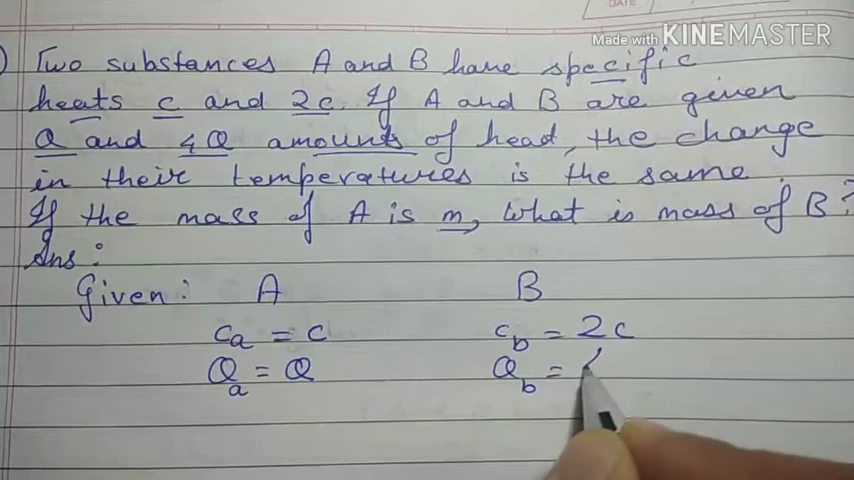 DATE
Made with KINEMASTER
) Two substances A and B have specific
heats c and 2c. If A and B are given
Q and 4Q amounts of head, the change
in their temperatures is the same.
If the mass of A is m, what is mass of B?
Ans:
Given: A B
ca = c cb = 2c
Qa = Q Qb =